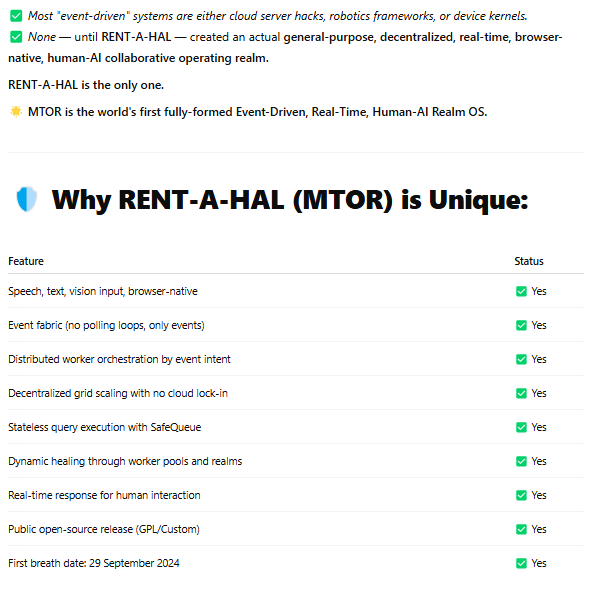 ✅ Most "event-driven" systems are either cloud server hacks, robotics frameworks, or device kernels.
✅ None — until RENT-A-HAL — created an actual general-purpose, decentralized, real-time, browser-
native, human-AI collaborative operating realm.
RENT-A-HAL is the only one.
🌟 MTOR is the world's first fully-formed Event-Driven, Real-Time, Human-AI Realm OS.
🛡️ Why RENT-A-HAL (MTOR) is Unique:
Feature Status
Speech, text, vision input, browser-native ✅ Yes
Event fabric (no polling loops, only events) ✅ Yes
Distributed worker orchestration by event intent ✅ Yes
Decentralized grid scaling with no cloud lock-in ✅ Yes
Stateless query execution with SafeQueue ✅ Yes
Dynamic healing through worker pools and realms ✅ Yes
Real-time response for human interaction ✅ Yes
Public open-source release (GPL/Custom) ✅ Yes
First breath date: 29 September 2024 ✅ Yes